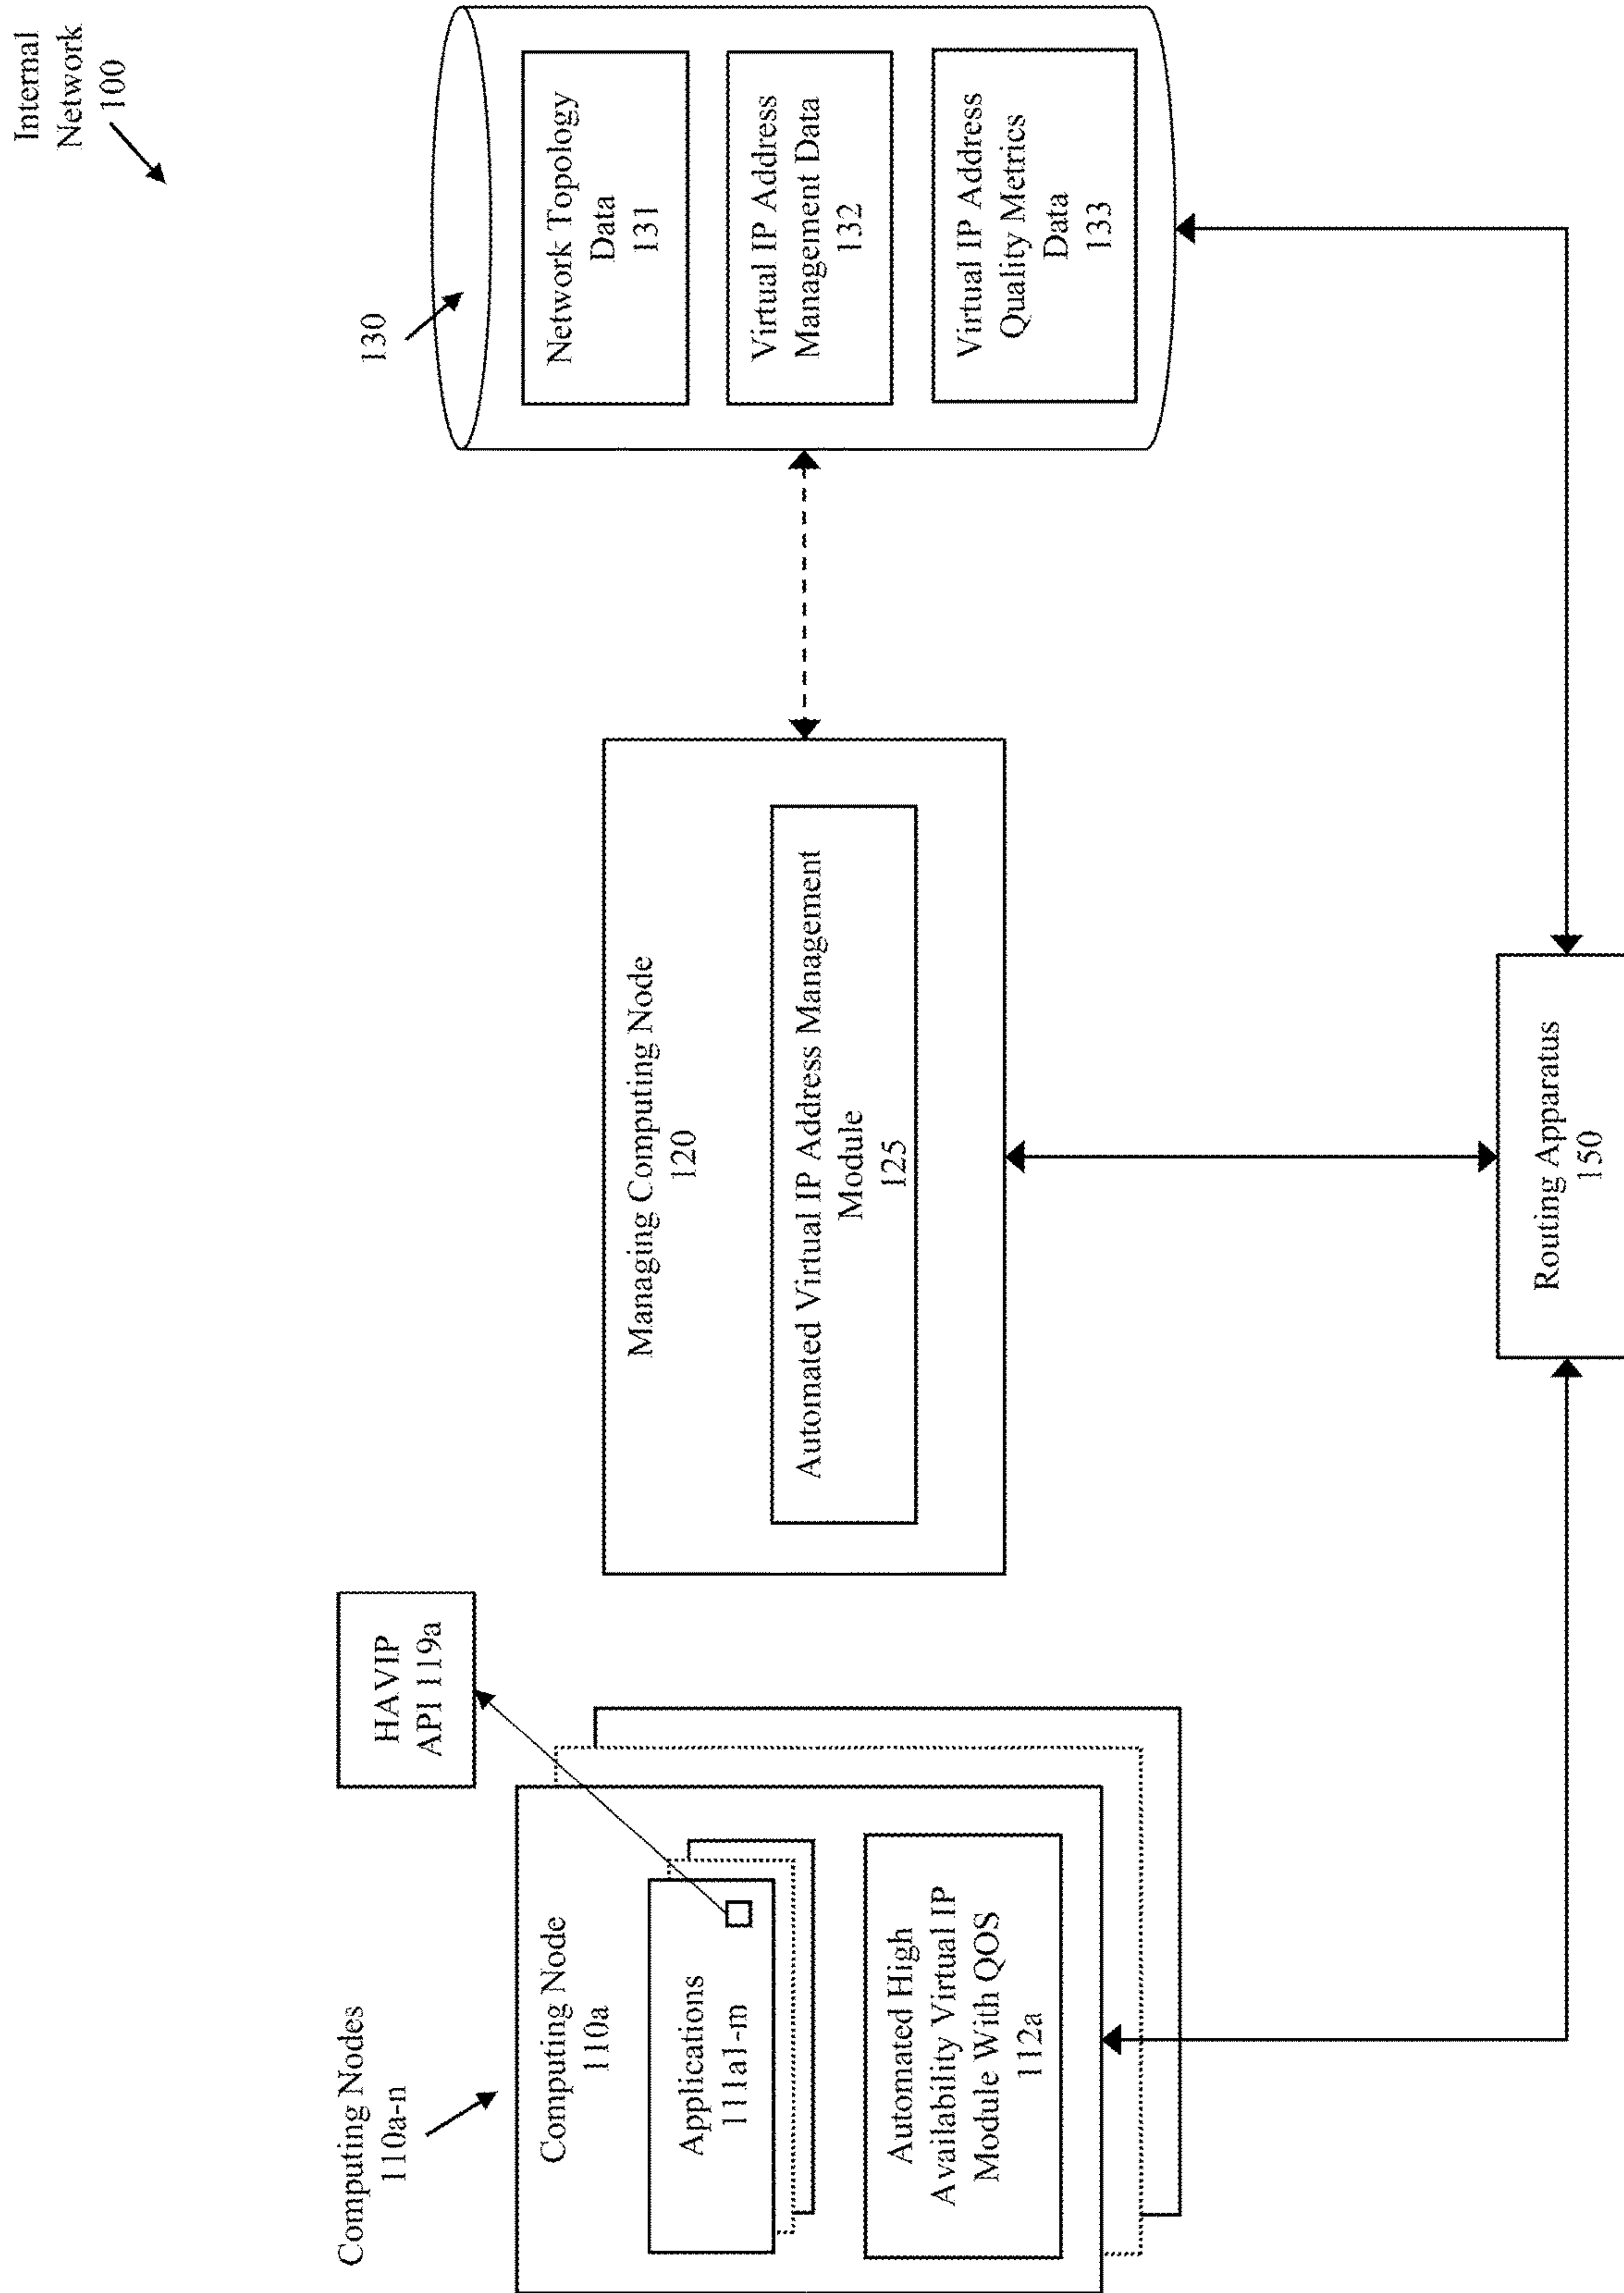 Internal
Network
100
Computing Nodes
110a-n
HAVIP
API 119a
130
Computing Node
110a
Applications
111a1-m
Automated High
Availability Virtual IP
Module With QOS
112a
Managing Computing Node
120
Automated Virtual IP Address Management
Module
125
Network Topology
Data
131
Virtual IP Address
Management Data
132
Virtual IP Address
Quality Metrics
Data
133
Routing Apparatus
150